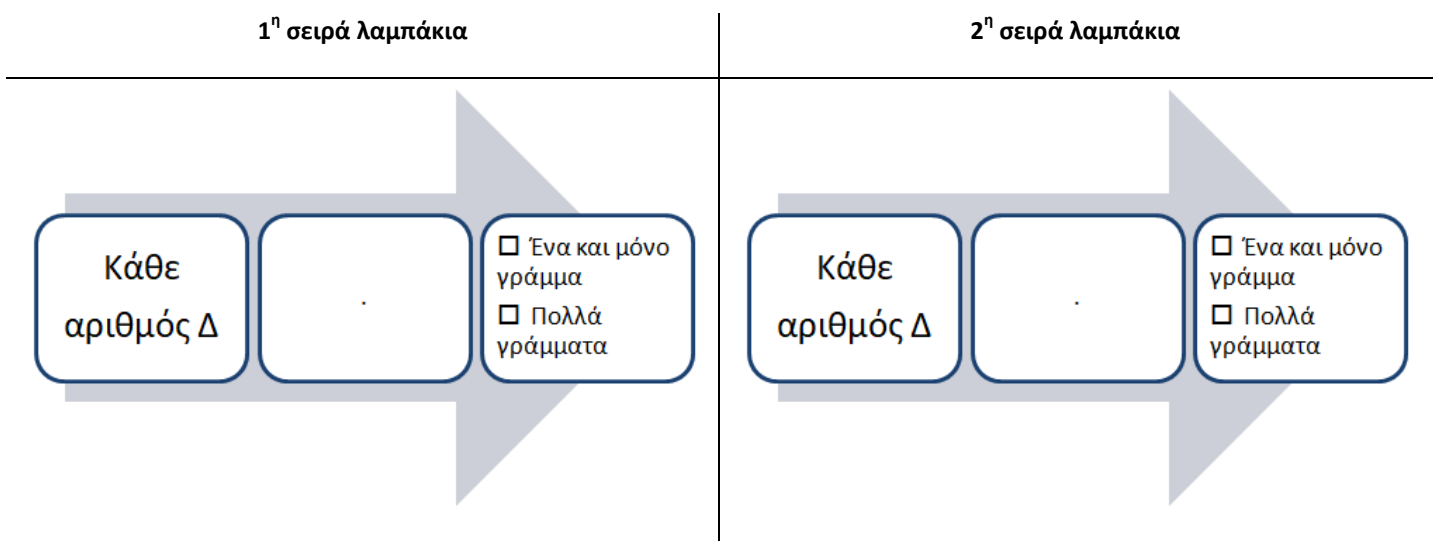 1η σειρά λαμπάκια
2η σειρά λαμπάκια
Κάθε
αριθμός Δ
.
☐ Ένα και μόνο
γράμμα
☐ Πολλά
γράμματα
Κάθε
αριθμός Δ
.
☐ Ένα και μόνο
γράμμα
☐ Πολλά
γράμματα